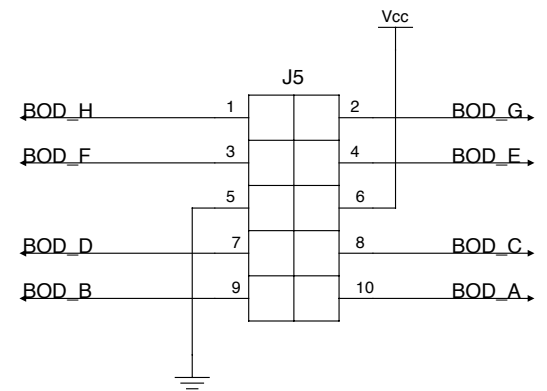 Vcc
J5
BOD_H 1 2 BOD_G
BOD_F 3 4 BOD_E
5 6
BOD_D 7 8 BOD_C
BOD_B 9 10 BOD_A